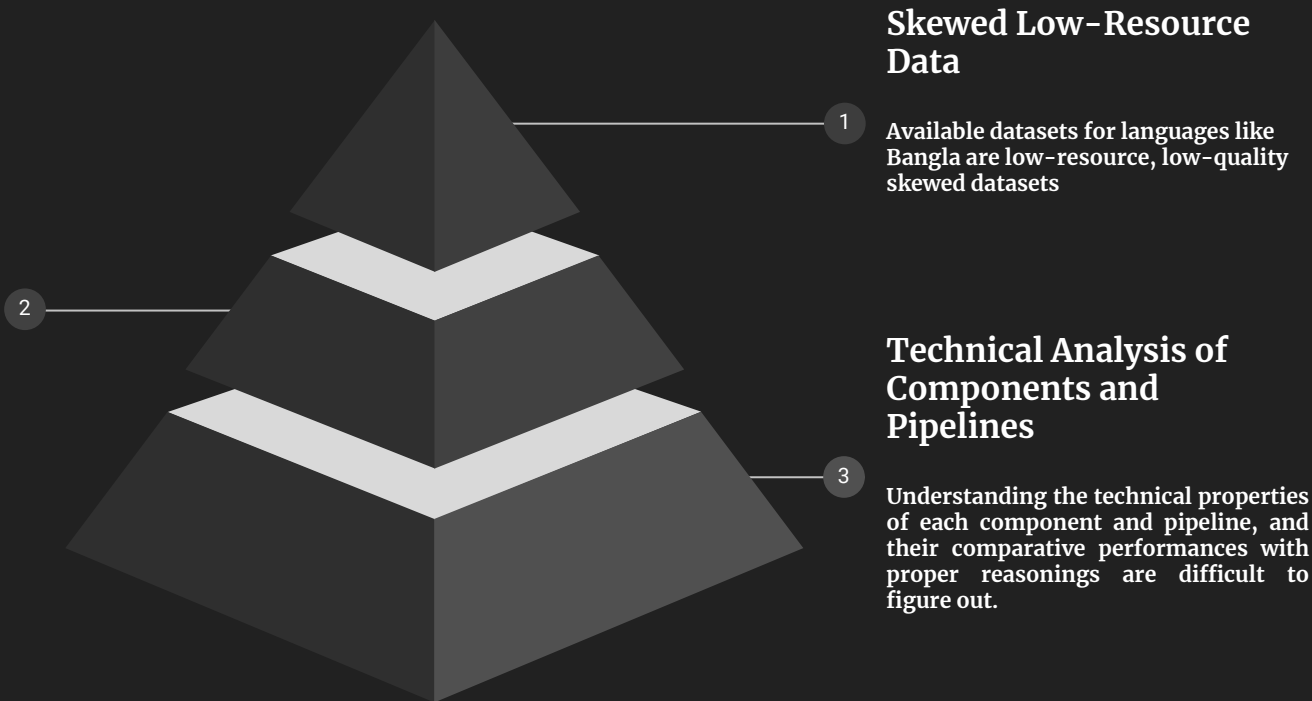 Skewed Low-Resource
Data
1
Available datasets for languages like
Bangla are low-resource, low-quality
skewed datasets
2
Technical Analysis of
Components and
Pipelines
3
Understanding the technical properties
of each component and pipeline, and
their comparative performances with
proper reasonings are difficult to
figure out.